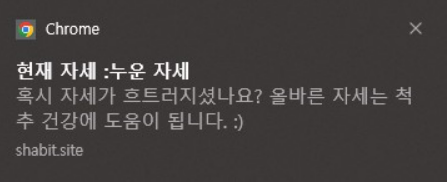 Chrome
현재 자세 :누운 자세
혹시 자세가 흐트러지셨나요? 올바른 자세는 척
추 건강에 도움이 됩니다. :)
shabit.site